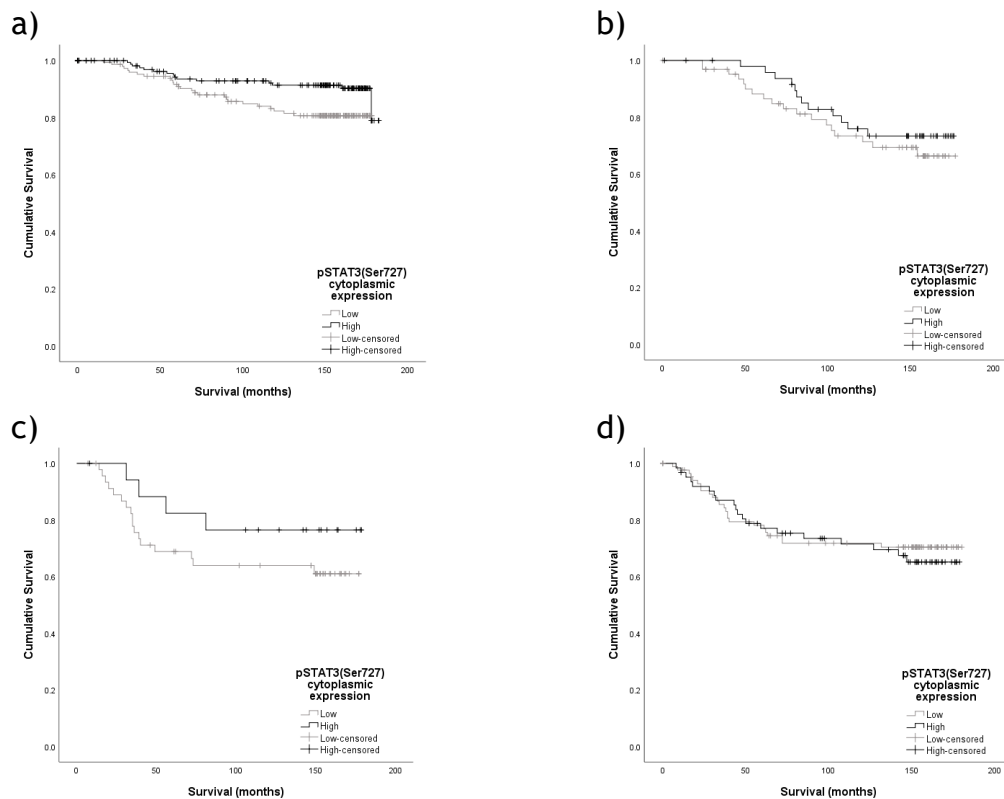 a)
1.0
0.8
0.6
0.4
0.2
0.0
Cumulative Survival
0
50
100
150
200
Survival (months)
pSTAT3(Ser727)
cytoplasmic
expression
Low
High
Low-censored
High-censored
b)
1.0
0.8
0.6
0.4
0.2
0.0
Cumulative Survival
0
50
100
150
200
Survival (months)
pSTAT3(Ser727)
cytoplasmic
expression
Low
High
Low-censored
High-censored
c)
1.0
0.8
0.6
0.4
0.2
0.0
Cumulative Survival
0
50
100
150
200
Survival (months)
pSTAT3(Ser727)
cytoplasmic
expression
Low
High
Low-censored
High-censored
d)
1.0
0.8
0.6
0.4
0.2
0.0
Cumulative Survival
0
50
100
150
200
Survival (months)
pSTAT3(Ser727)
cytoplasmic
expression
Low
High
Low-censored
High-censored